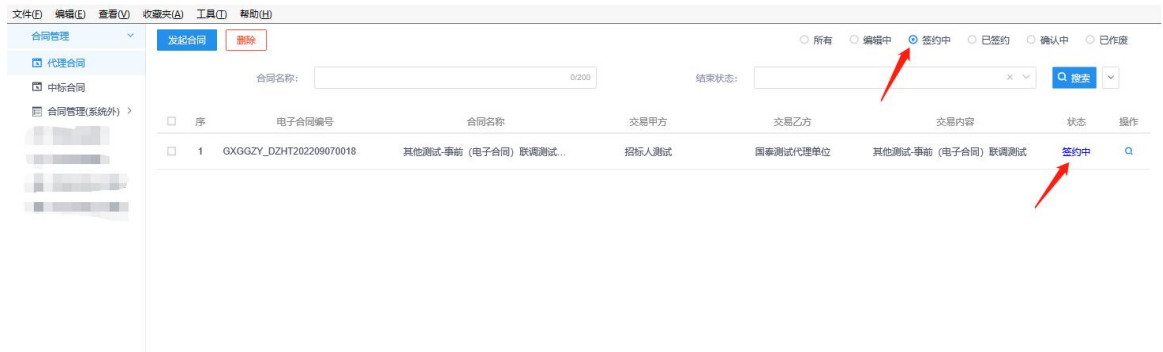 文件(F) 编辑(E) 查看(V) 收藏夹(A) 工具(T) 帮助(H)
合同管理
代理合同
中标合同
合同管理(系统外)
发起合同 删除 所有 编辑中 签约中 已签约 确认中 已作废
合同名称: 0/200 结束状态: 搜索
序 电子合同编号 合同名称 交易甲方 交易乙方 交易内容 状态 操作
1 GXGGZY_DZHT202209070018 其他测试-事前（电子合同）联调测试... 招标人测试 国泰测试代理单位 其他测试-事前（电子合同）联调测试 签约中